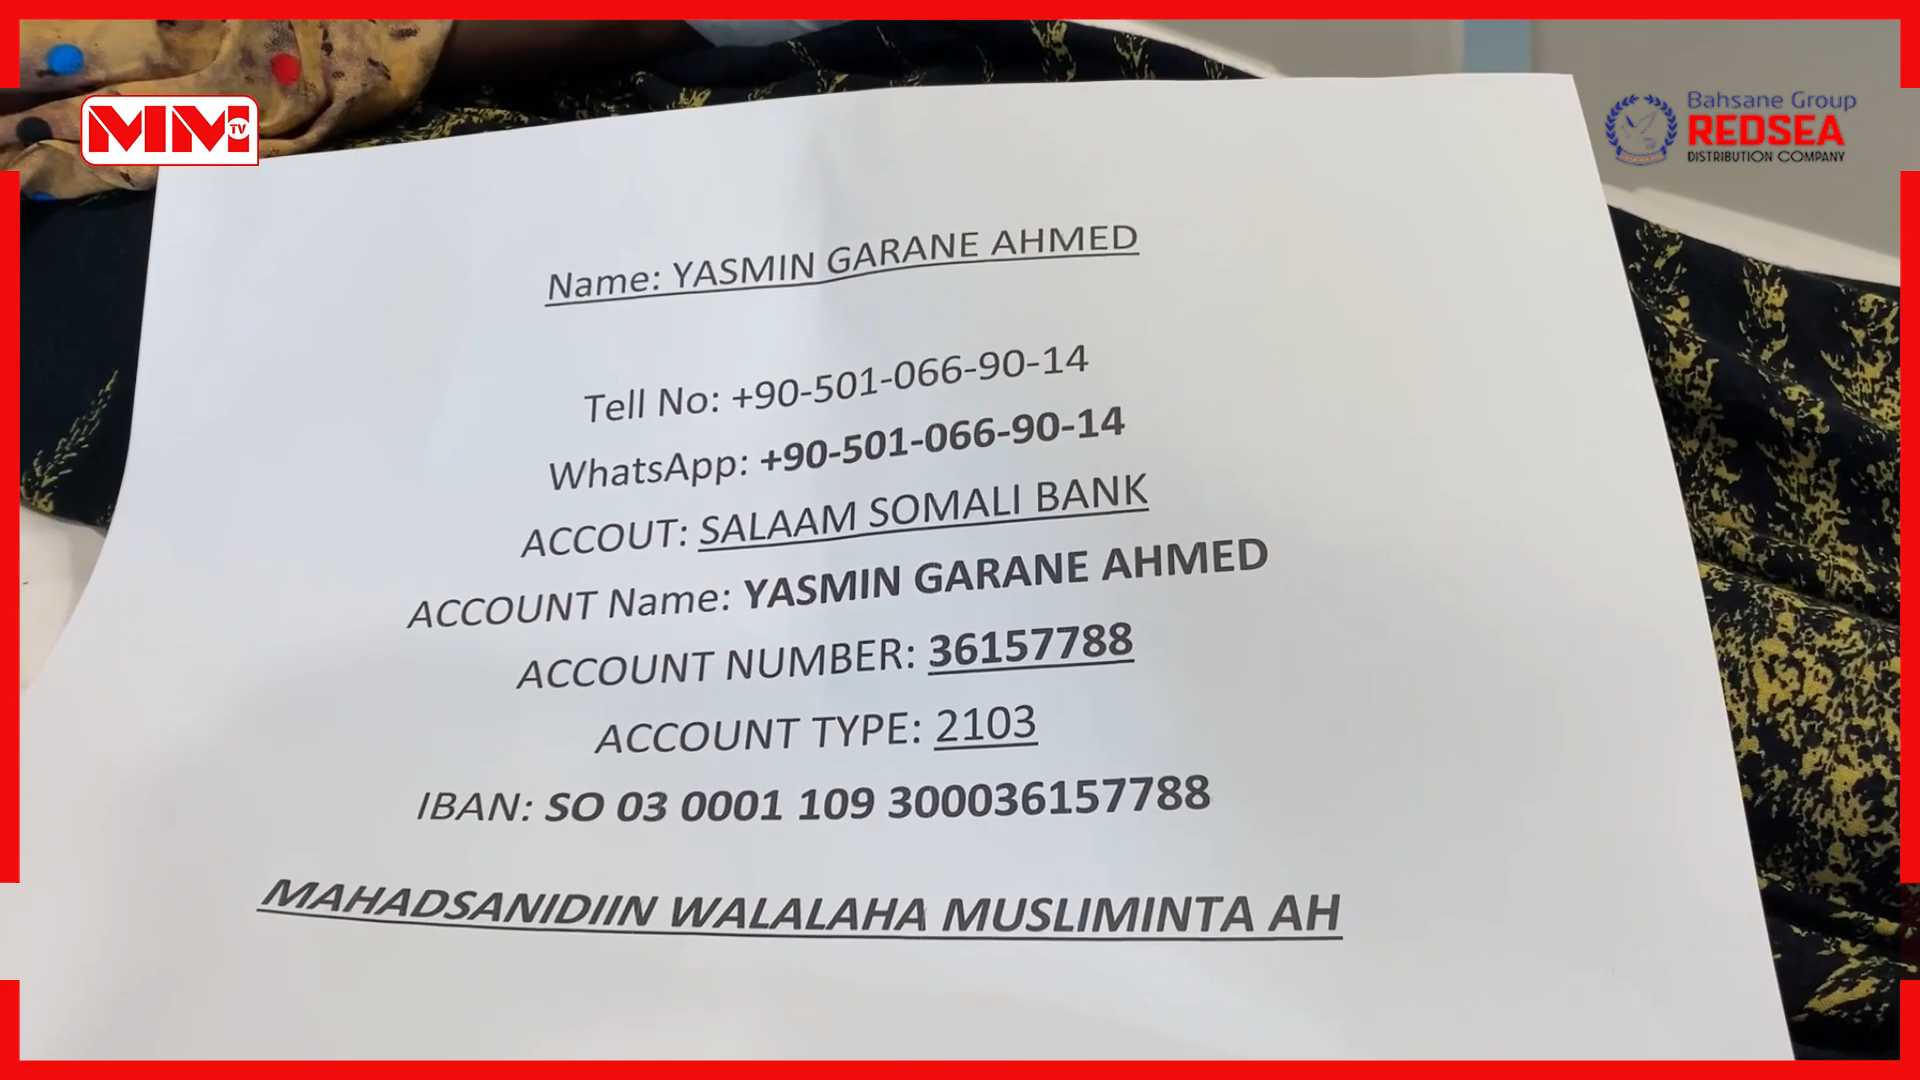 MM TV
Bahsane Group
REDSEA
DISTRIBUTION COMPANY
Name: YASMIN GARANE AHMED
Tell No: +90-501-066-90-14
WhatsApp: +90-501-066-90-14
ACCOUT: SALAAM SOMALI BANK
ACCOUNT Name: YASMIN GARANE AHMED
ACCOUNT NUMBER: 36157788
ACCOUNT TYPE: 2103
IBAN: SO 03 0001 109 300036157788
MAHADSANIDIIN WALALAHA MUSLIMINTA AH